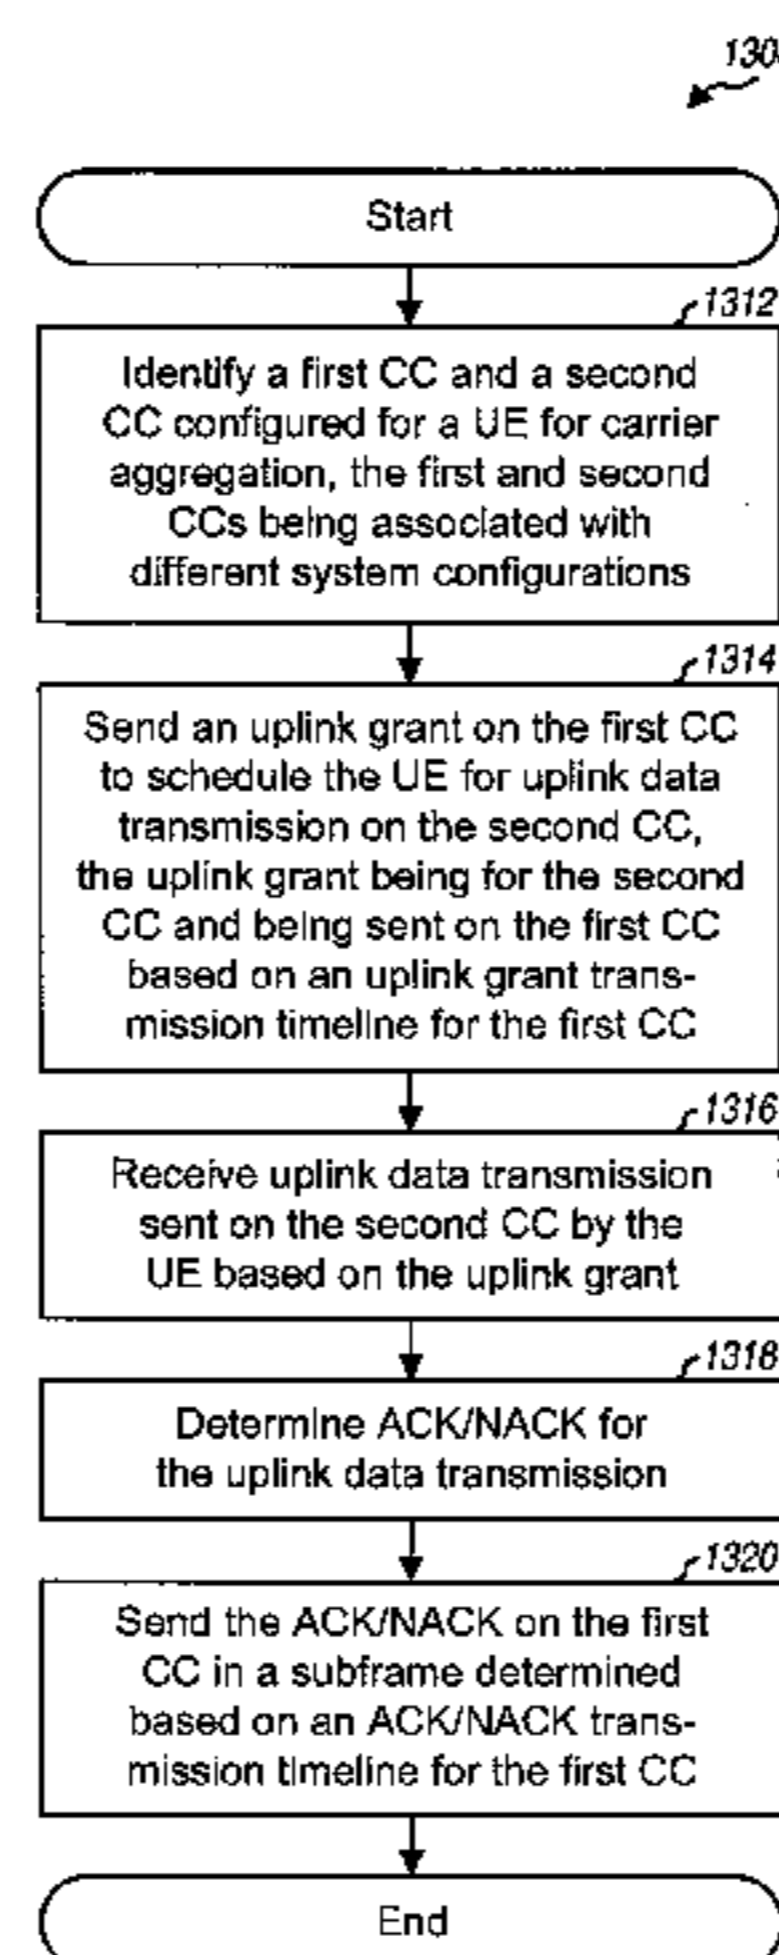 Start
1312
Identify a first CC and a second
CC configured for a UE for carrier
aggregation, the first and second
CCs being associated with
different system configurations
1314
Send an uplink grant on the first CC
to schedule the UE for uplink data
transmission on the second CC,
the uplink grant being for the second
CC and being sent on the first CC
based on an uplink grant trans-
mission timeline for the first CC
1316
Receive uplink data transmission
sent on the second CC by the
UE based on the uplink grant
1318
Determine ACK/NACK for
the uplink data transmission
1320
Send the ACK/NACK on the first
CC in a subframe determined
based on an ACK/NACK trans-
mission timeline for the first CC
End